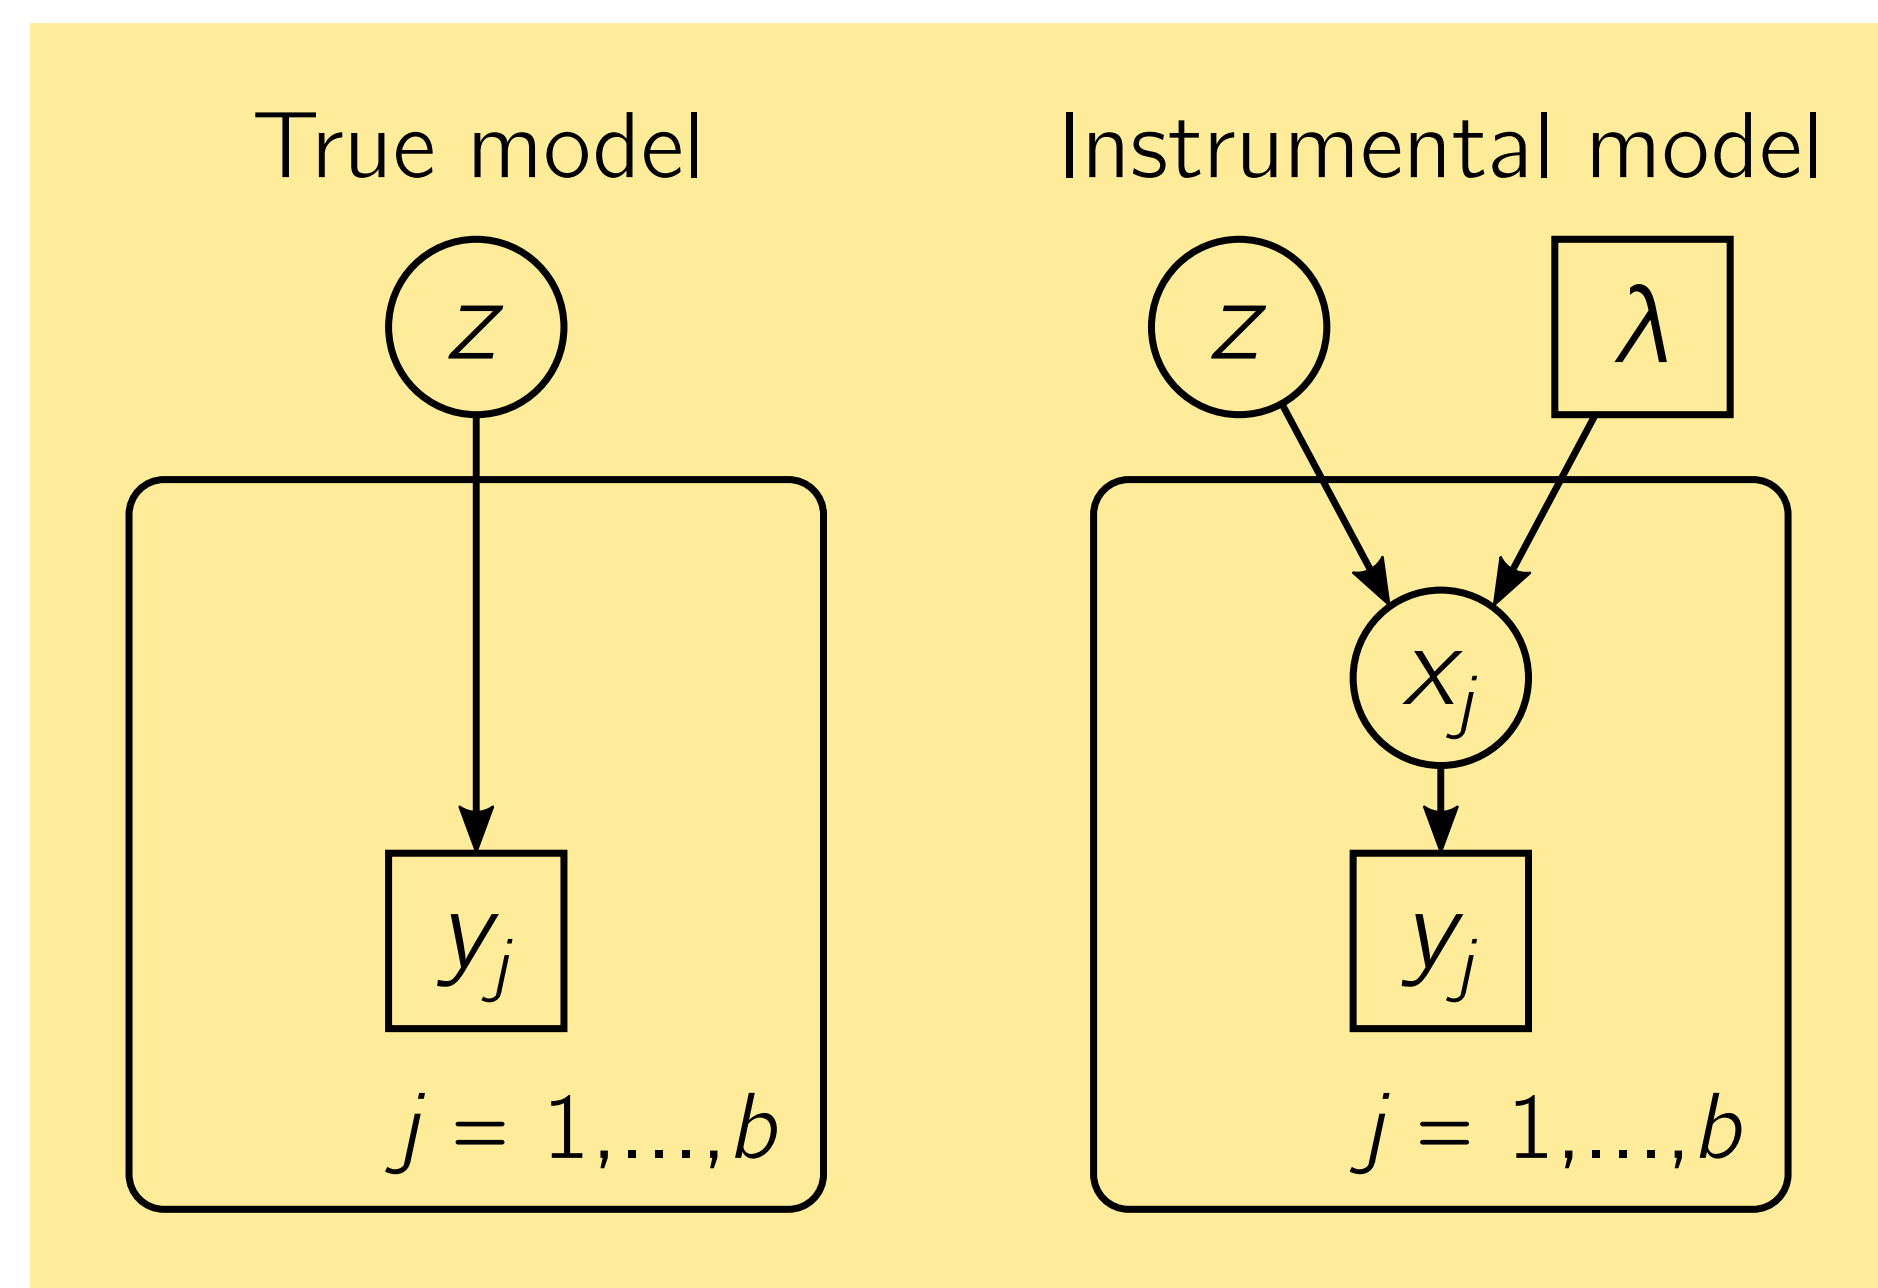 True model
z
y_j
j = 1,...,b
Instrumental model
z
λ
x_j
y_j
j = 1,...,b